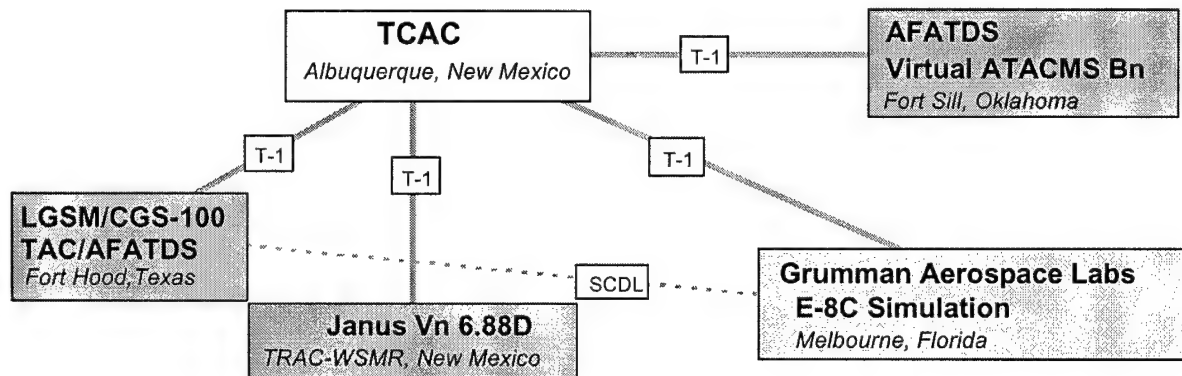 TCAC
Albuquerque, New Mexico
T-1
AFATDS
Virtual ATACMS Bn
Fort Sill, Oklahoma
T-1
T-1
T-1
LGSM/CGS-100
TAC/AFATDS
Fort Hood,Texas
SCDL
Grumman Aerospace Labs
E-8C Simulation
Melbourne, Florida
Janus Vn 6.88D
TRAC-WSMR, New Mexico